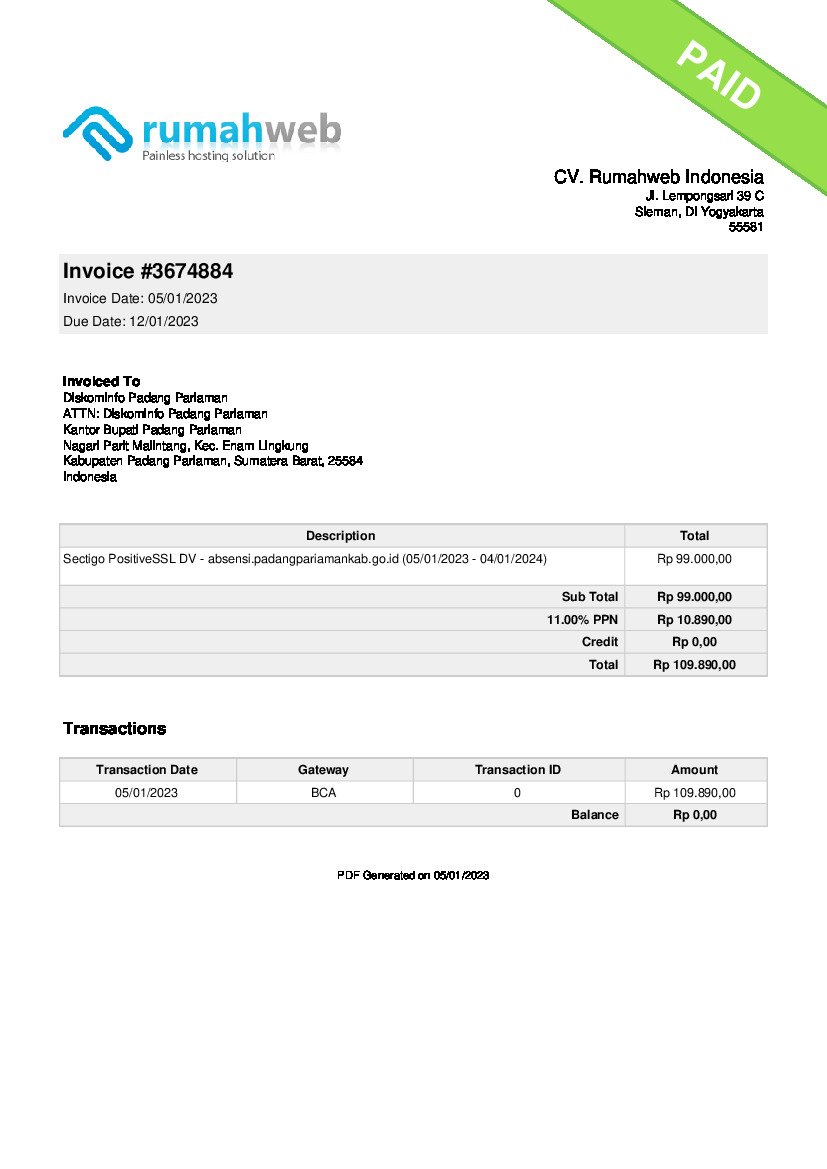 PAID
rumahweb
Painless hosting solution
CV. Rumahweb Indonesia
Jl. Lempongsari 39 C
Sleman, DI Yogyakarta
55581
Invoice #3674884
Invoice Date: 05/01/2023
Due Date: 12/01/2023
Invoiced To
Diskominfo Padang Pariaman
ATTN: Diskominfo Padang Pariaman
Kantor Bupati Padang Pariaman
Nagari Parit Malintang, Kec. Enam Lingkung
Kabupaten Padang Pariaman, Sumatera Barat, 25584
Indonesia
Description Total
Sectigo PositiveSSL DV - absensi.padangpariamankab.go.id (05/01/2023 - 04/01/2024) Rp 99.000,00
Sub Total Rp 99.000,00
11.00% PPN Rp 10.890,00
Credit Rp 0,00
Total Rp 109.890,00
Transactions
Transaction Date Gateway Transaction ID Amount
05/01/2023 BCA 0 Rp 109.890,00
Balance Rp 0,00
PDF Generated on 05/01/2023